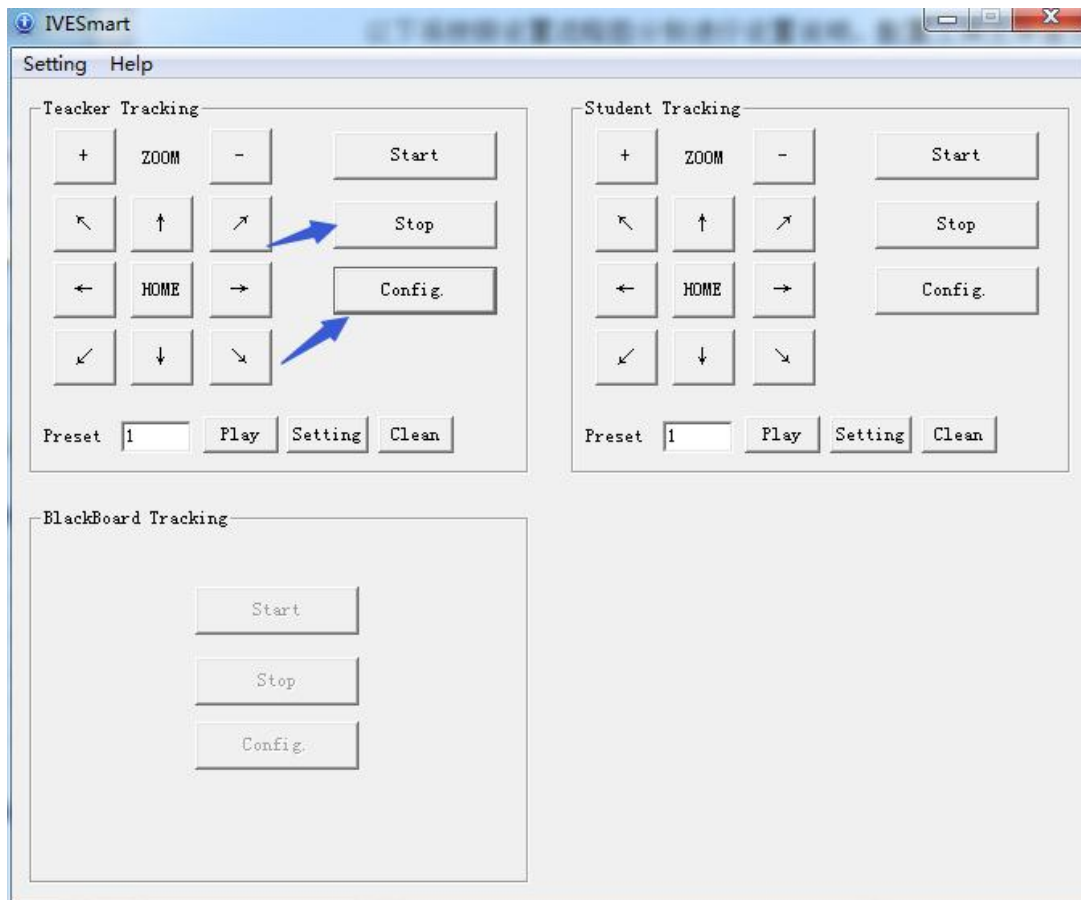 IVESmart
Setting Help
Teacker Tracking
+ ZOOM - Start
↖ ↑ ↗ Stop
← HOME → Config.
↙ ↓ ↘
Preset 1 Play Setting Clean
Student Tracking
+ ZOOM - Start
↖ ↑ ↗ Stop
← HOME → Config.
↙ ↓ ↘
Preset 1 Play Setting Clean
BlackBoard Tracking
Start
Stop
Config.